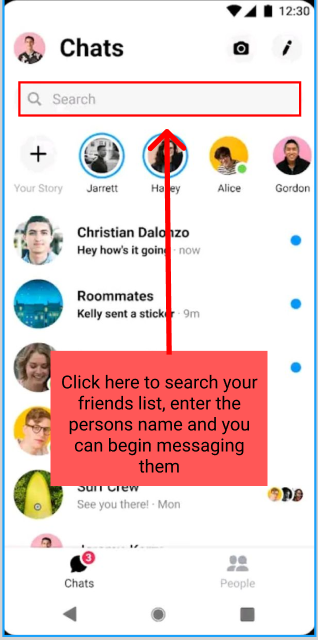 12:30
Chats
Search
Your Story
Jarrett
Hailey
Alice
Gordon
Christian Dalonzo
Hey how's it going · now
Roommates
Kelly sent a sticker · 9m
Click here to search your
friends list, enter the
persons name and you
can begin messaging
them
Surf Crew
See you there! · Mon
3
Chats
People